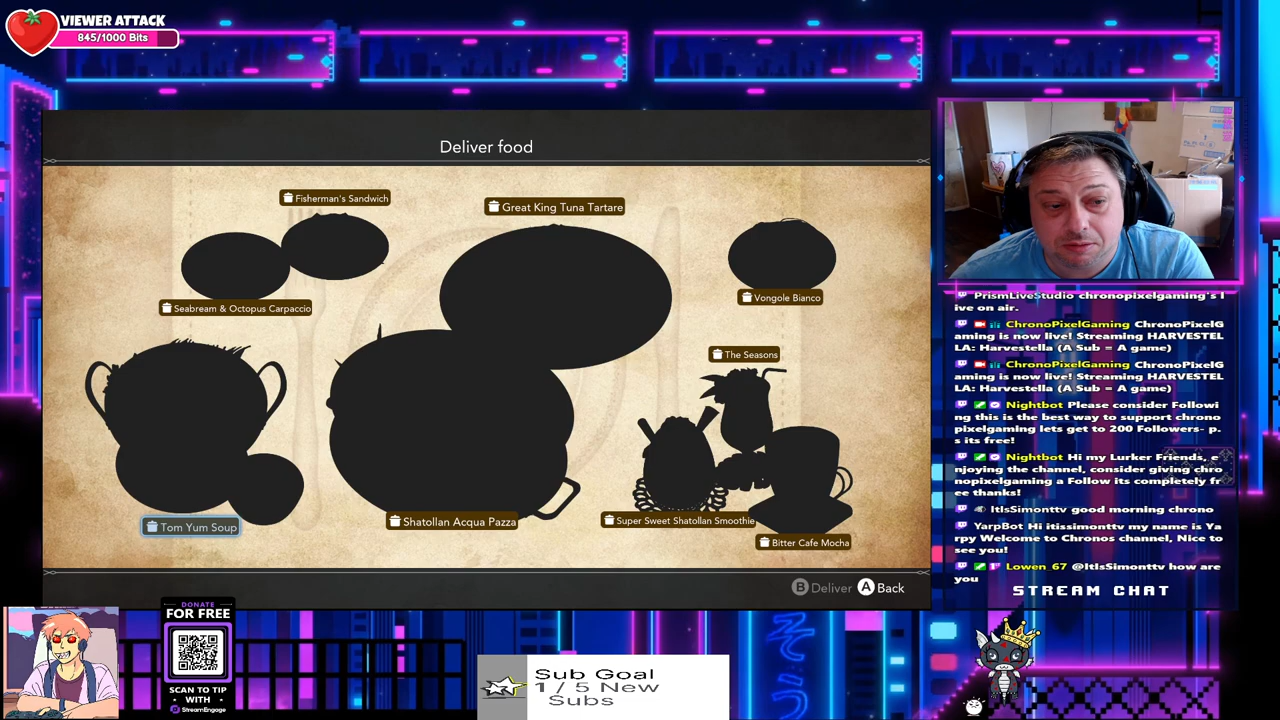 VIEWER ATTACK
845/1000 Bits
Deliver food
Fisherman's Sandwich
Great King Tuna Tartare
Seabream & Octopus Carpaccio
Vongole Bianco
The Seasons
Tom Yum Soup
Shatollan Acqua Pazza
Super Sweet Shatollan Smoothie
Bitter Cafe Mocha
B Deliver A Back
PrismLiveStudio chronopixelgaming's l
ive on air.
ChronoPixelGaming ChronoPixelG
aming is now live! Streaming HARVESTEL
LA: Harvestella (A Sub = A game)
ChronoPixelGaming ChronoPixelG
aming is now live! Streaming HARVESTEL
LA: Harvestella (A Sub = A game)
Nightbot Please consider Followi
ng this is the best way to support chrono
pixelgaming lets get to 200 Followers- p.
s its free!
Nightbot Hi my Lurker Friends, e
njoying the channel, consider giving chro
nopixelgaming a Follow its completely fr
ee thanks!
ItIsSimonttv good morning chrono
YarpBot Hi itissimonttv my name is Ya
rpy Welcome to Chronos channel, Nice to
see you!
Lowen_67 @ItIsSimonttv how are
you
STREAM CHAT
DONATE
FOR FREE
SCAN TO TIP
WITH
StreamEngage
Sub Goal
1 / 5 New
Subs
そう